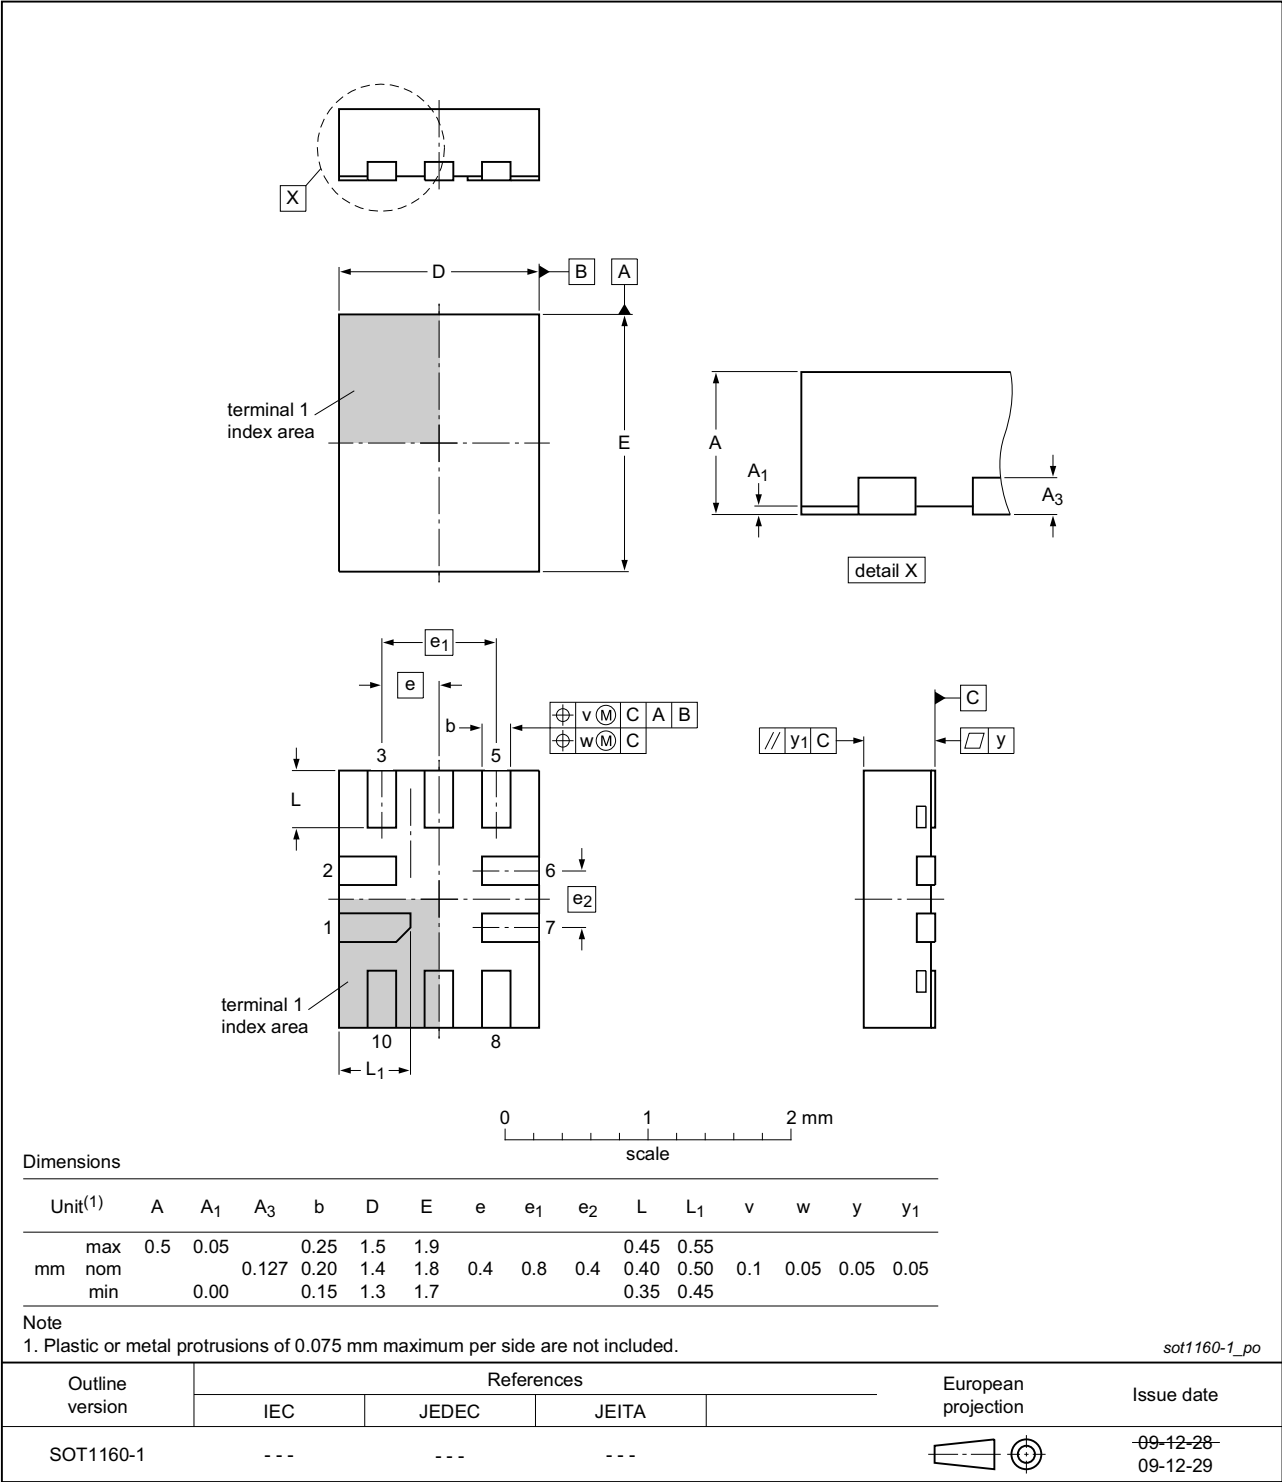 X
D
B
A
terminal 1
index area
E
A
A1
A3
detail X
e1
e
b
v M C A B
w M C
3
5
L
2
6
e2
1
7
terminal 1
index area
10
8
L1
C
// y1 C
y
0 1 2 mm
scale
Dimensions
Unit(1) A A1 A3 b D E e e1 e2 L L1 v w y y1
max 0.5 0.05 0.25 1.5 1.9 0.45 0.55
mm nom 0.127 0.20 1.4 1.8 0.4 0.8 0.4 0.40 0.50 0.1 0.05 0.05 0.05
min 0.00 0.15 1.3 1.7 0.35 0.45
Note
1. Plastic or metal protrusions of 0.075 mm maximum per side are not included.
sot1160-1_po
Outline
version
References
IEC JEDEC JEITA
European
projection
Issue date
SOT1160-1 - - - - - - - - -
09-12-28
09-12-29